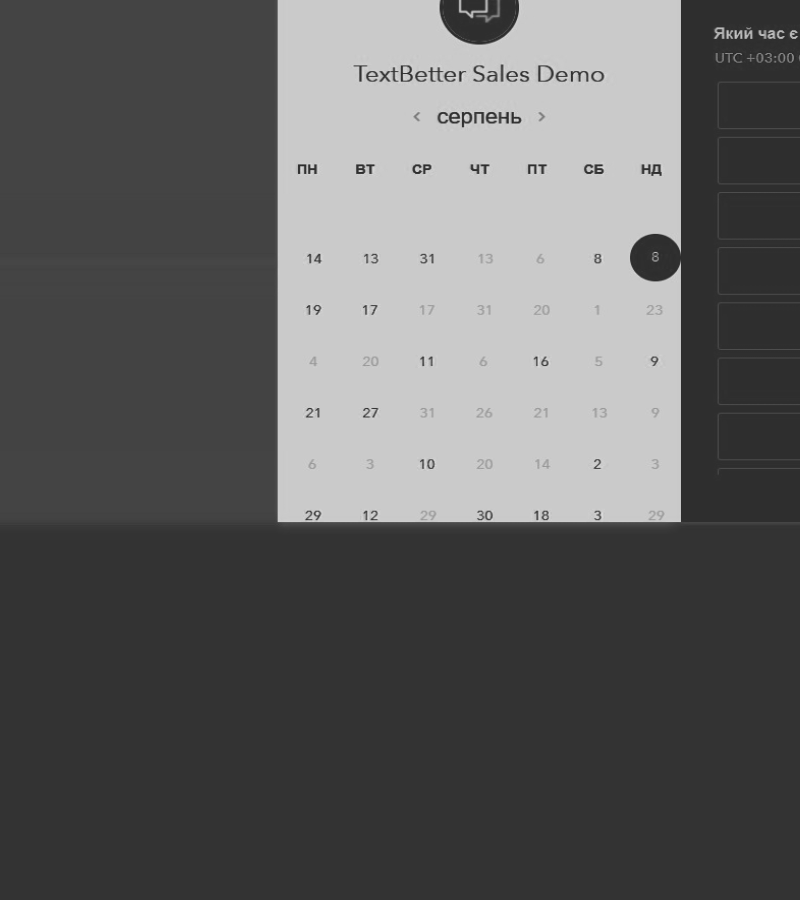 TextBetter Sales Demo
серпень
ПН ВТ СР ЧТ ПТ СБ НД
14 13 31 13 6 8 8
19 17 17 31 20 1 23
4 20 11 6 16 5 9
21 27 31 26 21 13 9
6 3 10 20 14 2 3
29 12 29 30 18 3 29
Який час є
UTC +03:00